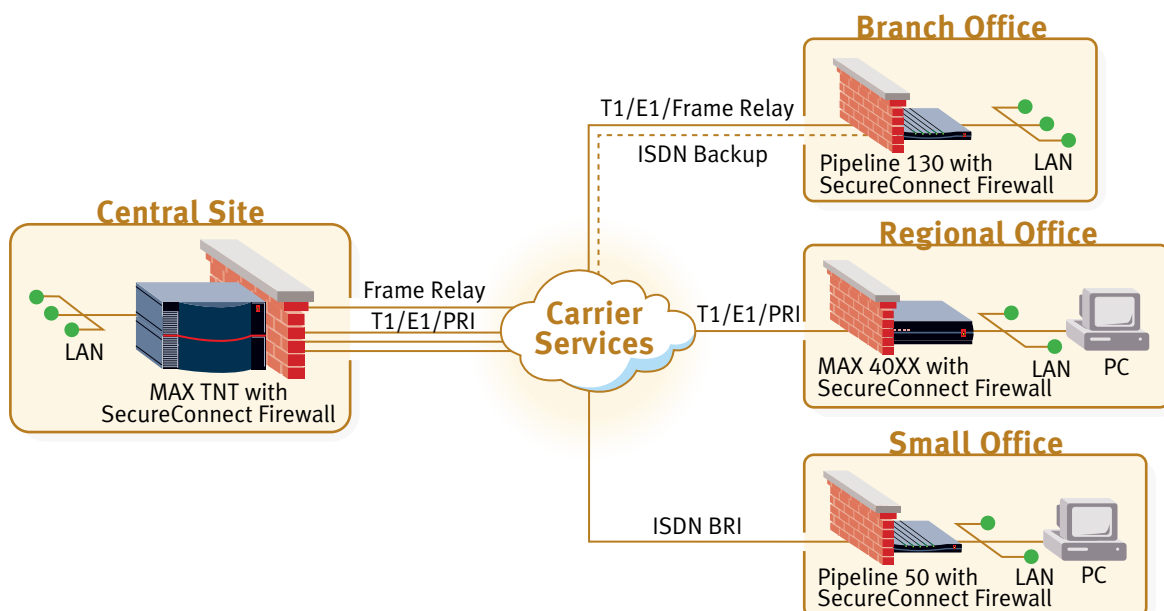 Branch Office
T1/E1/Frame Relay
ISDN Backup
LAN
Pipeline 130 with
SecureConnect Firewall
Central Site
LAN
MAX TNT with
SecureConnect Firewall
Frame Relay
T1/E1/PRI
Carrier
Services
Regional Office
T1/E1/PRI
LAN
PC
MAX 40XX with
SecureConnect Firewall
Small Office
ISDN BRI
LAN
PC
Pipeline 50 with
SecureConnect Firewall